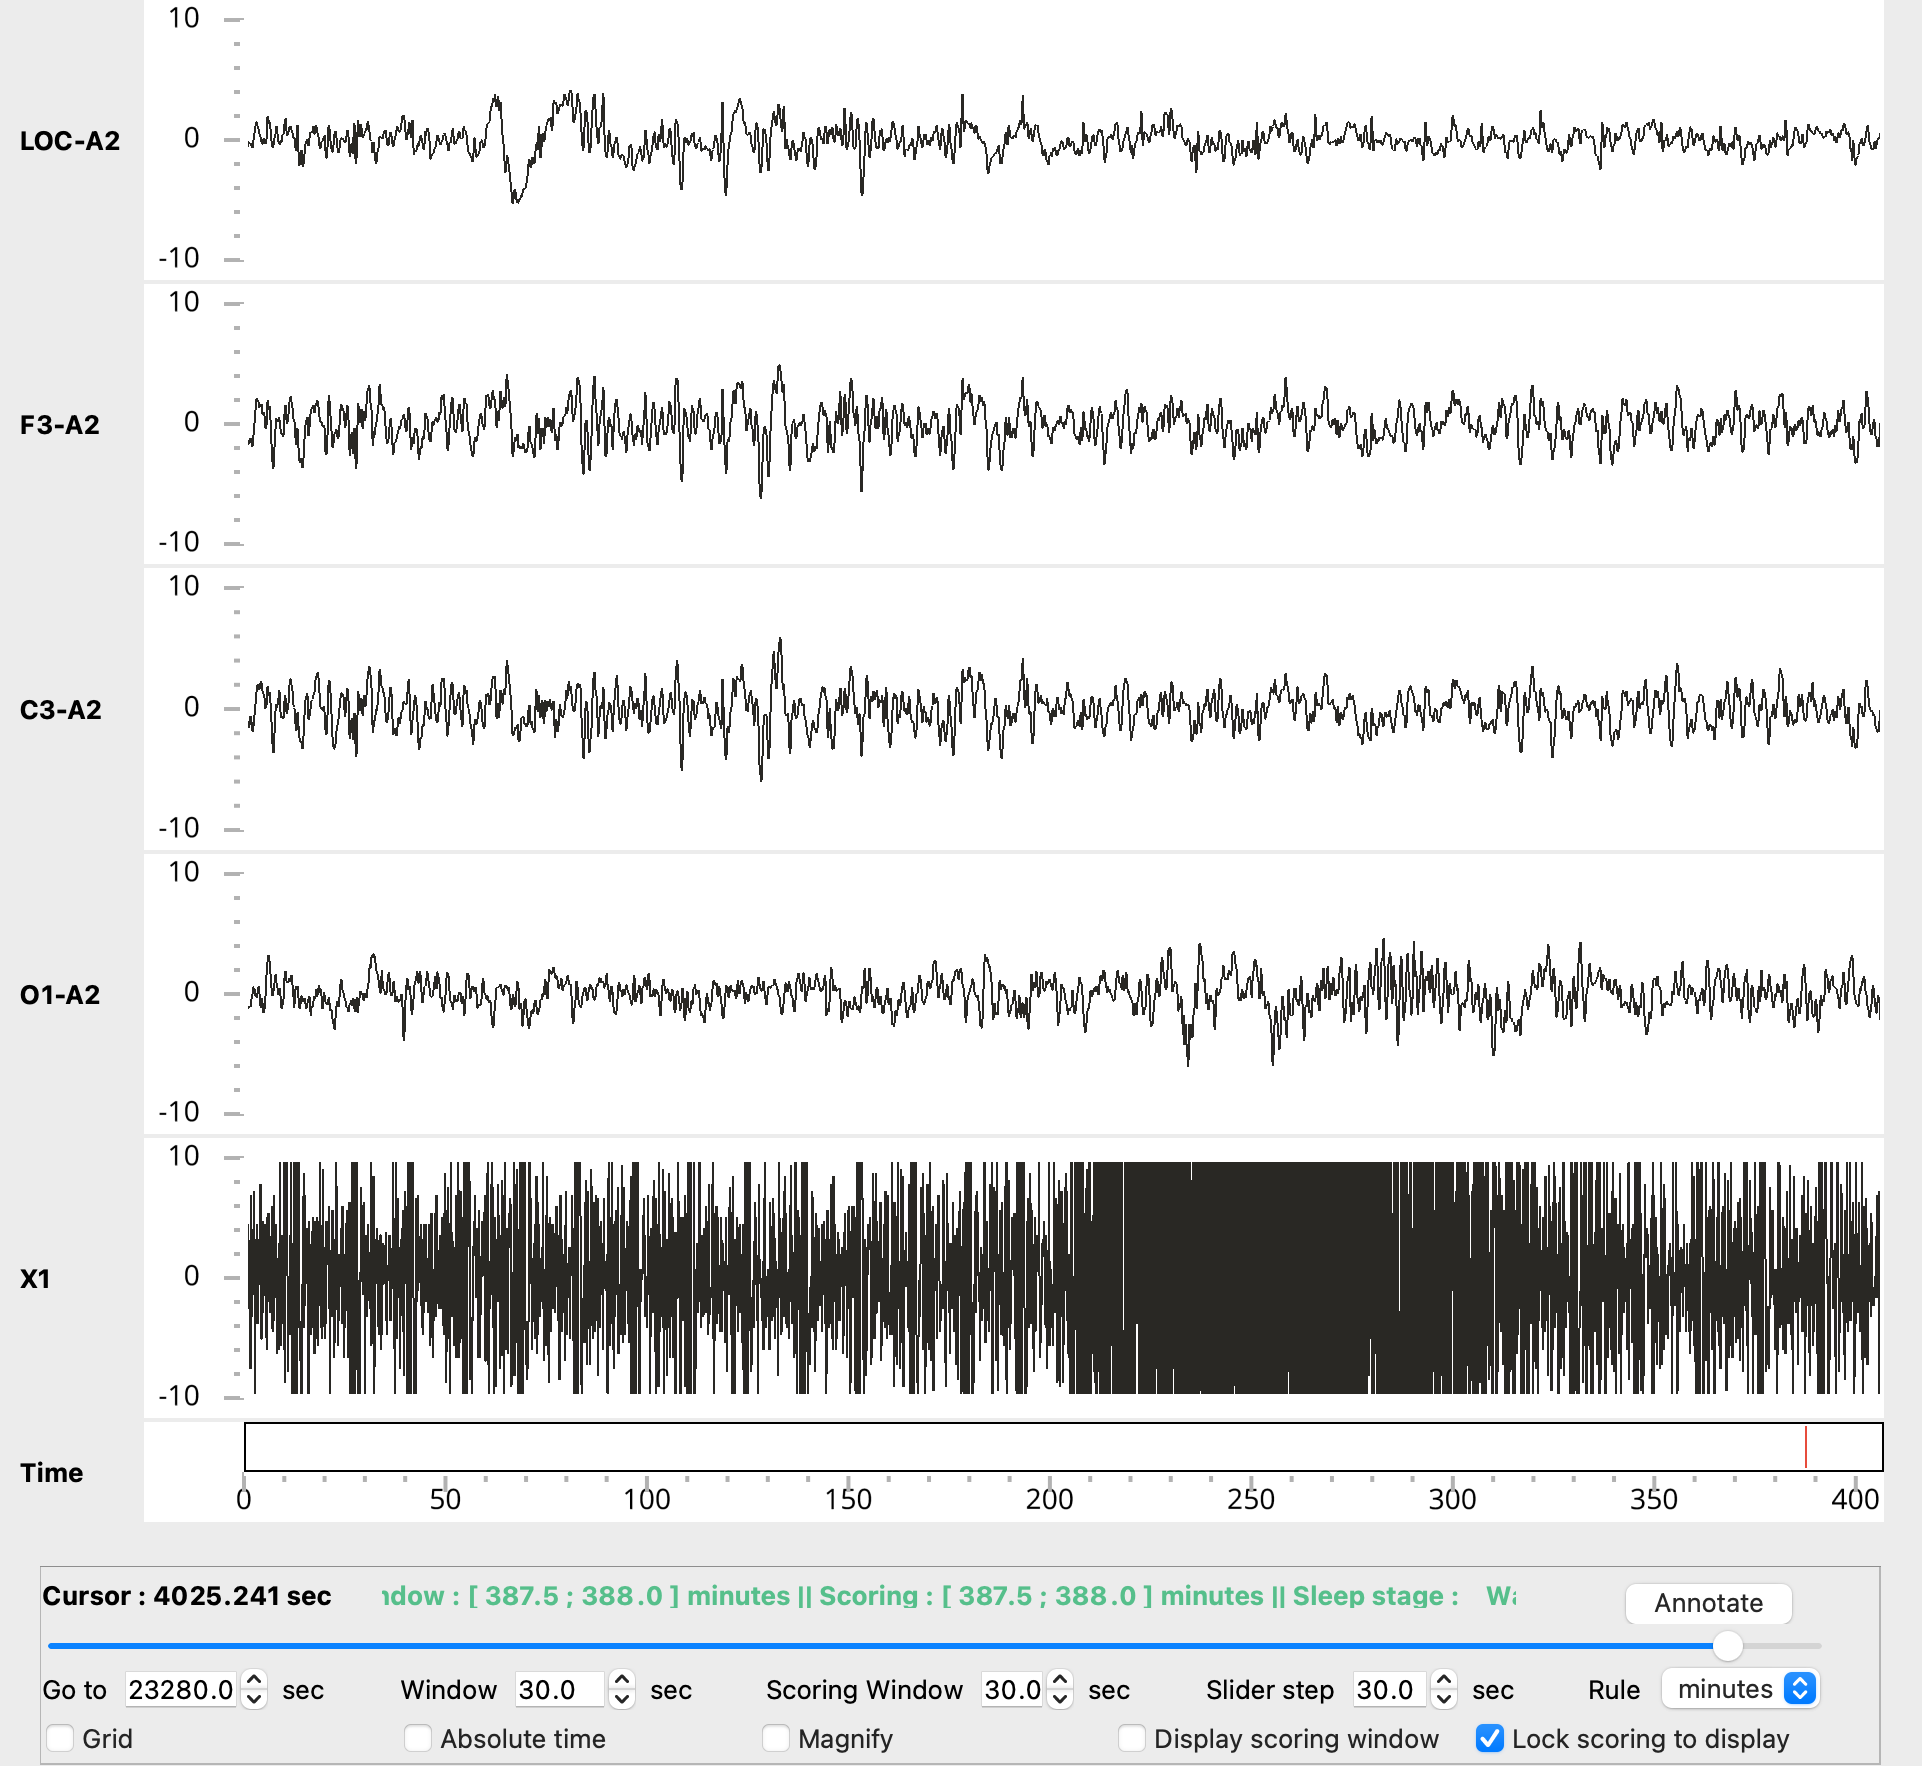 10
LOC-A2
0
-10
10
F3-A2
0
-10
10
C3-A2
0
-10
10
O1-A2
0
-10
10
X1
0
-10
Time
0 50 100 150 200 250 300 350 400
Cursor : 4025.241 sec ndow : [ 387.5 ; 388.0 ] minutes || Scoring : [ 387.5 ; 388.0 ] minutes || Sleep stage : Wa Annotate
Go to 23280.0 sec Window 30.0 sec Scoring Window 30.0 sec Slider step 30.0 sec Rule minutes
Grid Absolute time Magnify Display scoring window Lock scoring to display